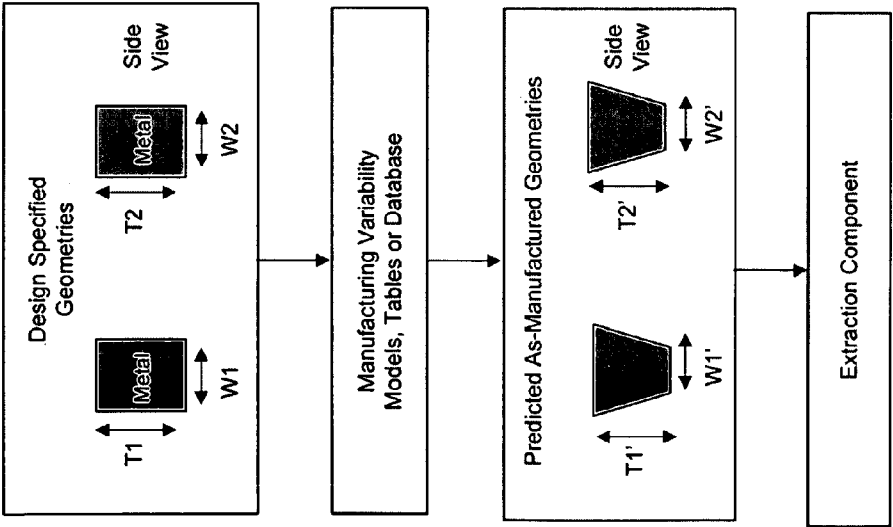 Design Specified
Geometries
T1
Metal
W1
T2
Metal
W2
Side
View
Manufacturing Variability
Models, Tables or Database
Predicted As-Manufactured Geometries
T1'
W1'
T2'
W2'
Side
View
Extraction Component